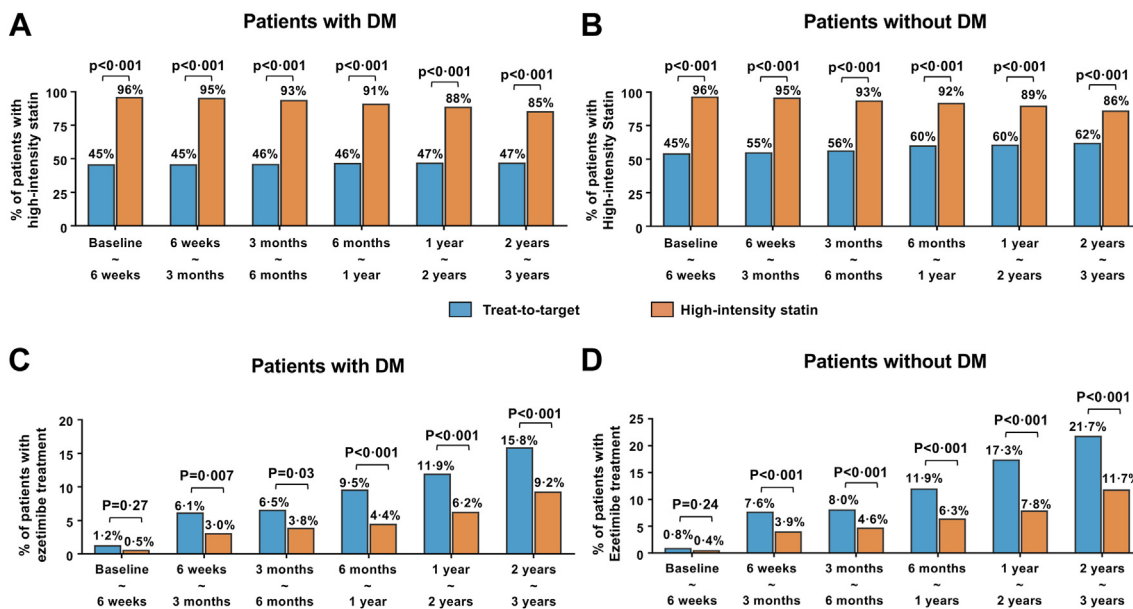 A
Patients with DM
% of patients with
high-intensity statin
100
75
50
25
0
p<0·001 p<0·001 p<0·001 p<0·001 p<0·001 p<0·001
45% 96% 45% 95% 46% 93% 46% 91% 47% 88% 47% 85%
Baseline 6 weeks 3 months 6 months 1 year 2 years
~ ~ ~ ~ ~ ~
6 weeks 3 months 6 months 1 year 2 years 3 years
B
Patients without DM
% of patients with
High-intensity Statin
100
75
50
25
0
p<0·001 p<0·001 p<0·001 p<0·001 p<0·001 p<0·001
45% 96% 55% 95% 56% 93% 60% 92% 60% 89% 62% 86%
Baseline 6 weeks 3 months 6 months 1 year 2 years
~ ~ ~ ~ ~ ~
6 weeks 3 months 6 months 1 year 2 years 3 years
Treat-to-target High-intensity statin
C
Patients with DM
% of patients with
ezetimibe treatment
20
15
10
5
0
P=0·27 P=0·007 P=0·03 P<0·001 P<0·001 P<0·001
1·2% 0·5% 6·1% 3·0% 6·5% 3·8% 9·5% 4·4% 11·9% 6·2% 15·8% 9·2%
Baseline 6 weeks 3 months 6 months 1 year 2 years
~ ~ ~ ~ ~ ~
6 weeks 3 months 6 months 1 year 2 years 3 years
D
Patients without DM
% of patients with
Ezetimibe treatment
25
20
15
10
5
0
P=0·24 P<0·001 P<0·001 P<0·001 P<0·001 P<0·001
0·8% 0·4% 7·6% 3·9% 8·0% 4·6% 11·9% 6·3% 17·3% 7·8% 21·7% 11·7%
Baseline 6 weeks 3 months 6 months 1 year 2 years
~ ~ ~ ~ ~ ~
6 weeks 3 months 6 months 1 year 2 years 3 years